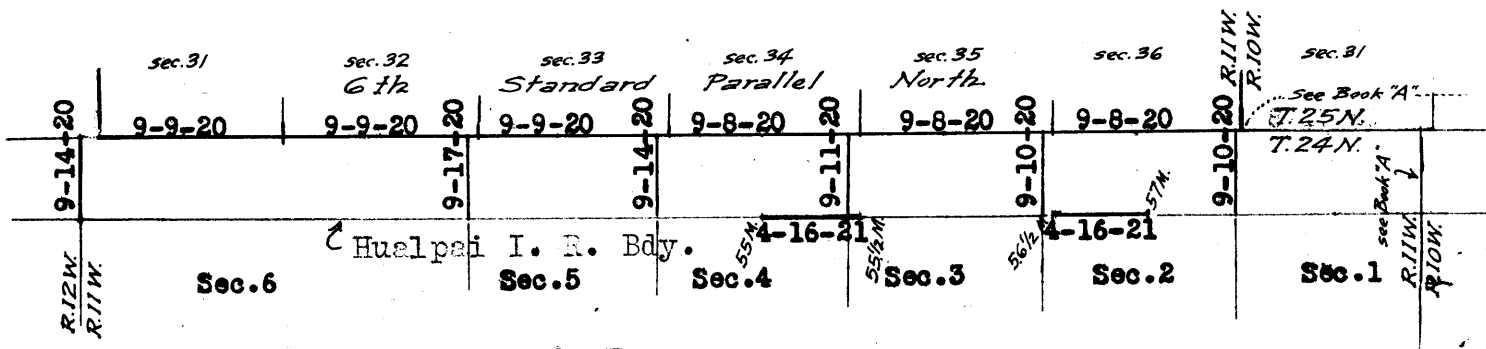 R.11W. R.10W.
sec.31 sec.32 sec.33 sec.34 sec.35 sec.36 sec.31
6th Standard Parallel North
see Book "A"
9-9-20 9-9-20 9-9-20 9-8-20 9-8-20 9-8-20
T.25N.
T.24N.
9-14-20 9-17-20 9-14-20 9-11-20 9-10-20 9-10-20
see Book "A"
55M. 4-16-21 55½M. 56½ 4-16-21 57M.
Hualpai I. R. Bdy.
Sec.6 Sec.5 Sec.4 Sec.3 Sec.2 Sec.1
R.12W. R.11W.
R.11W. R.10W.